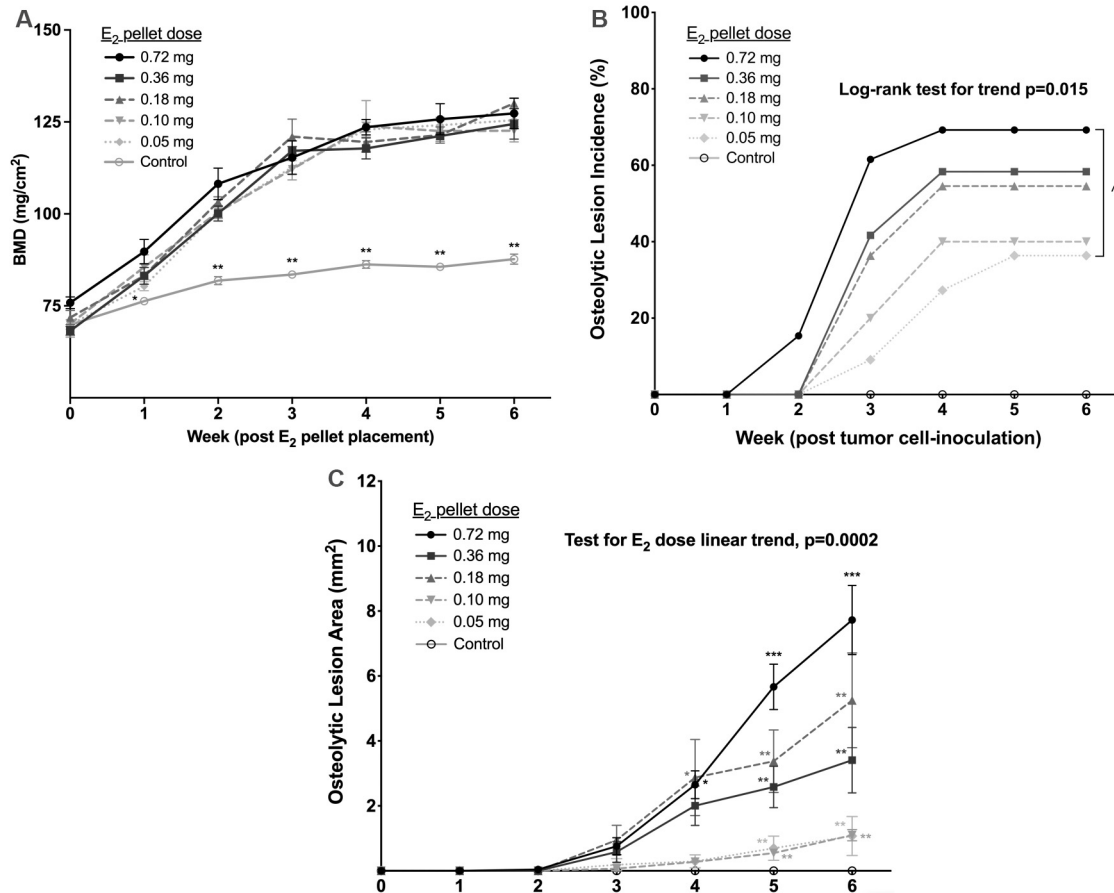 A
E2 pellet dose
0.72 mg
0.36 mg
0.18 mg
0.10 mg
0.05 mg
Control
150
125
100
75
BMD (mg/cm2)
*
**
**
**
**
**
0 1 2 3 4 5 6
Week (post E2 pellet placement)
B
E2 pellet dose
0.72 mg
0.36 mg
0.18 mg
0.10 mg
0.05 mg
Control
Log-rank test for trend p=0.015
100
80
60
40
20
Osteolytic Lesion Incidence (%)
0 1 2 3 4 5 6
Week (post tumor cell-inoculation)
C
E2 pellet dose
0.72 mg
0.36 mg
0.18 mg
0.10 mg
0.05 mg
Control
Test for E2 dose linear trend, p=0.0002
12
10
8
6
4
2
Osteolytic Lesion Area (mm2)
***
***
**
**
**
**
*
*
**
**
**
**
0 1 2 3 4 5 6